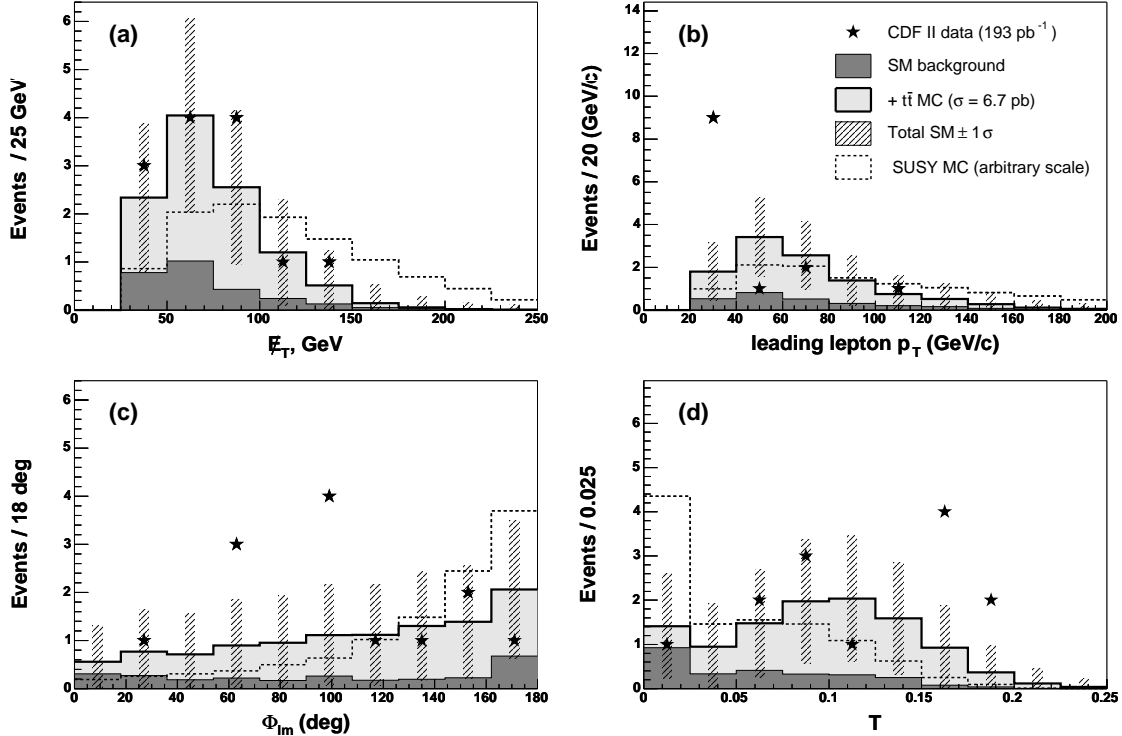 (a)
6
5
4
3
2
1
0
Events / 25 GeV
0 50 100 150 200 250
E̸_T, GeV
(b)
14
12
10
8
6
4
2
0
Events / 20 (GeV/c)
0 20 40 60 80 100 120 140 160 180 200
leading lepton p_T (GeV/c)
CDF II data (193 pb⁻¹)
SM background
+ tt̄ MC (σ = 6.7 pb)
Total SM ± 1σ
SUSY MC (arbitrary scale)
(c)
6
5
4
3
2
1
0
Events / 18 deg
0 20 40 60 80 100 120 140 160 180
Φ_lm (deg)
(d)
6
5
4
3
2
1
0
Events / 0.025
0 0.05 0.1 0.15 0.2 0.25
T